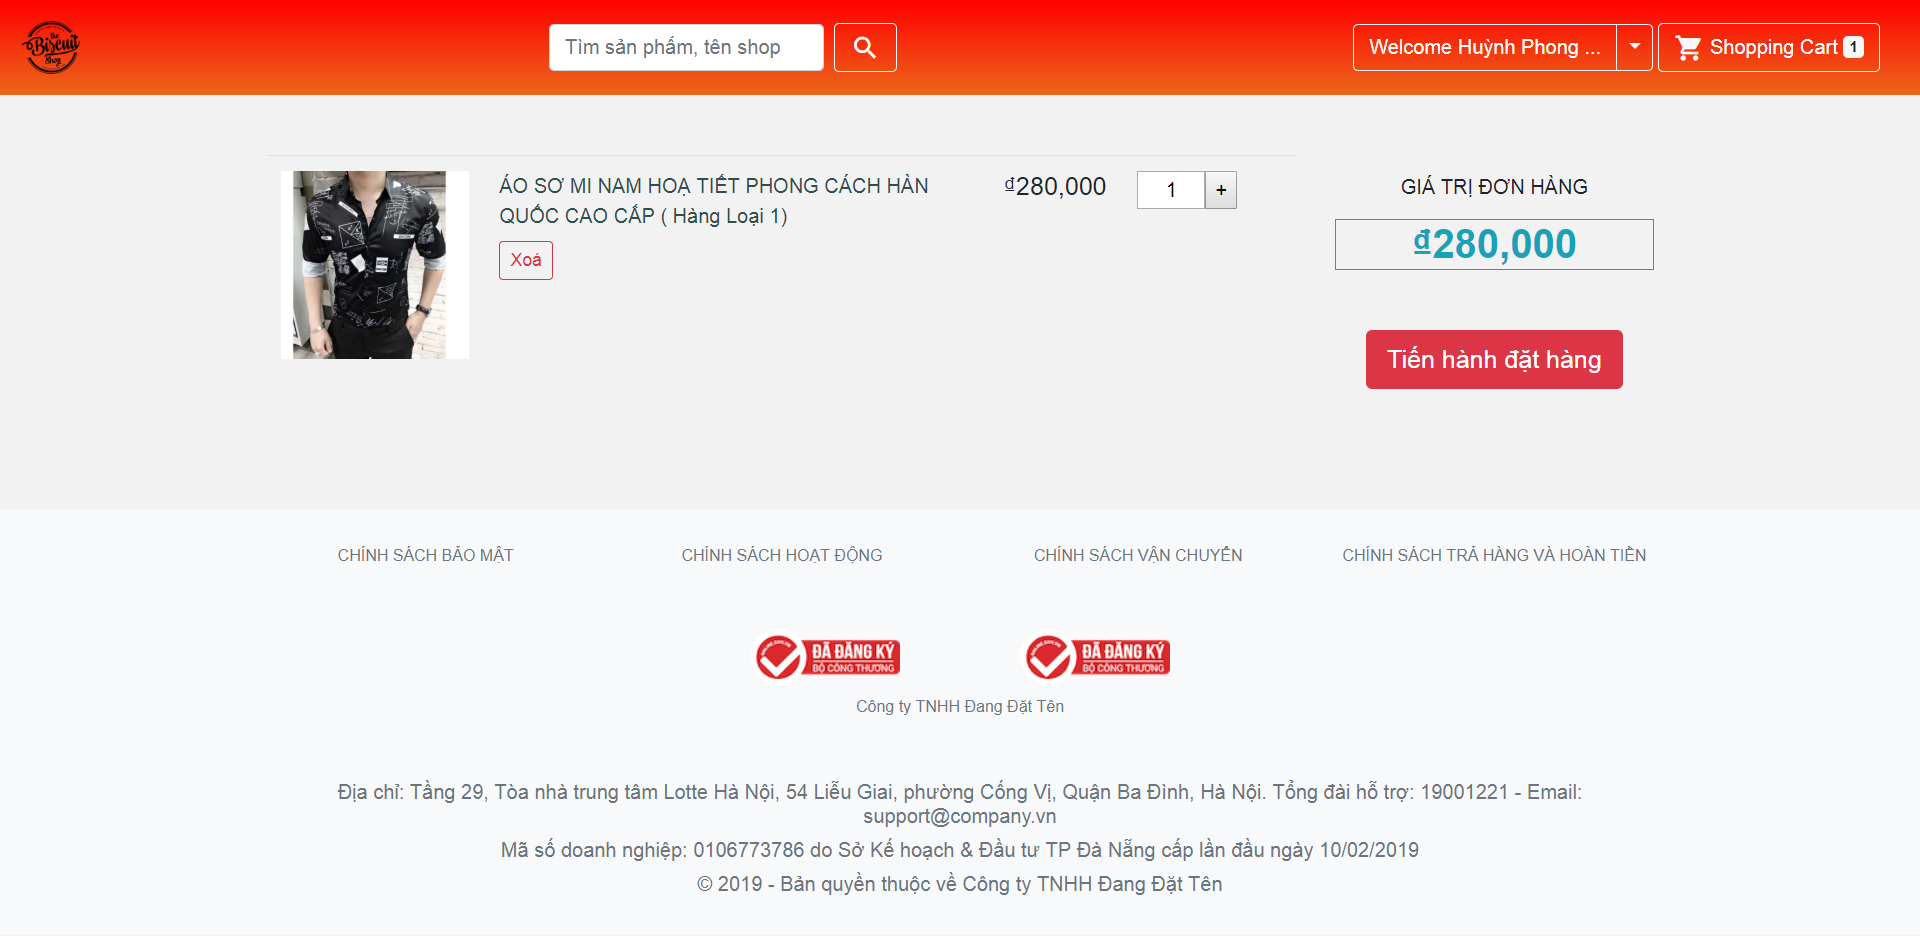 the
Biscuit
Shop
Tìm sản phẩm, tên shop
Welcome Huỳnh Phong ...
Shopping Cart 1
ÁO SƠ MI NAM HOẠ TIẾT PHONG CÁCH HÀN
QUỐC CAO CẤP ( Hàng Loại 1)
Xoá
₫280,000
1 +
GIÁ TRỊ ĐƠN HÀNG
₫280,000
Tiến hành đặt hàng
CHÍNH SÁCH BẢO MẬT
CHÍNH SÁCH HOẠT ĐỘNG
CHÍNH SÁCH VẬN CHUYỂN
CHÍNH SÁCH TRẢ HÀNG VÀ HOÀN TIỀN
ONLINE.GOV.VN
ĐÃ ĐĂNG KÝ
BỘ CÔNG THƯƠNG
ONLINE.GOV.VN
ĐÃ ĐĂNG KÝ
BỘ CÔNG THƯƠNG
Công ty TNHH Đang Đặt Tên
Địa chỉ: Tầng 29, Tòa nhà trung tâm Lotte Hà Nội, 54 Liễu Giai, phường Cống Vị, Quận Ba Đình, Hà Nội. Tổng đài hỗ trợ: 19001221 - Email:
support@company.vn
Mã số doanh nghiệp: 0106773786 do Sở Kế hoạch & Đầu tư TP Đà Nẵng cấp lần đầu ngày 10/02/2019
© 2019 - Bản quyền thuộc về Công ty TNHH Đang Đặt Tên